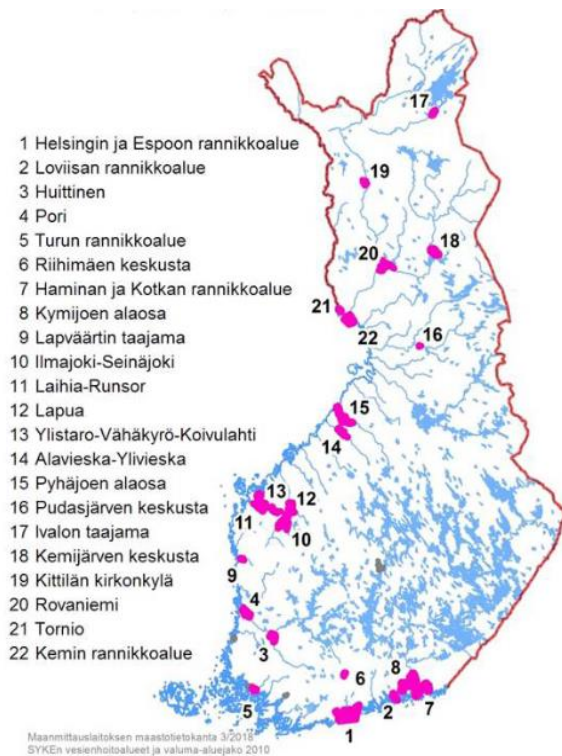 1 Helsingin ja Espoon rannikkoalue
2 Loviisan rannikkoalue
3 Huittinen
4 Pori
5 Turun rannikkoalue
6 Riihimäen keskusta
7 Haminan ja Kotkan rannikkoalue
8 Kymijoen alaosa
9 Lapväärtin taajama
10 Ilmajoki-Seinäjoki
11 Laihia-Runsor
12 Lapua
13 Ylistaro-Vähäkyrö-Koivulahti
14 Alavieska-Ylivieska
15 Pyhäjoen alaosa
16 Pudasjärven keskusta
17 Ivalon taajama
18 Kemijärven keskusta
19 Kittilän kirkonkylä
20 Rovaniemi
21 Tornio
22 Kemin rannikkoalue
17
19
20
18
21
22
16
15
14
13
12
11
10
9
4
3
6
8
5
2
7
1
Maanmittauslaitoksen maastotietokanta 3/2018
SYKEn vesienhoitoalueet ja valuma-aluejako 2010